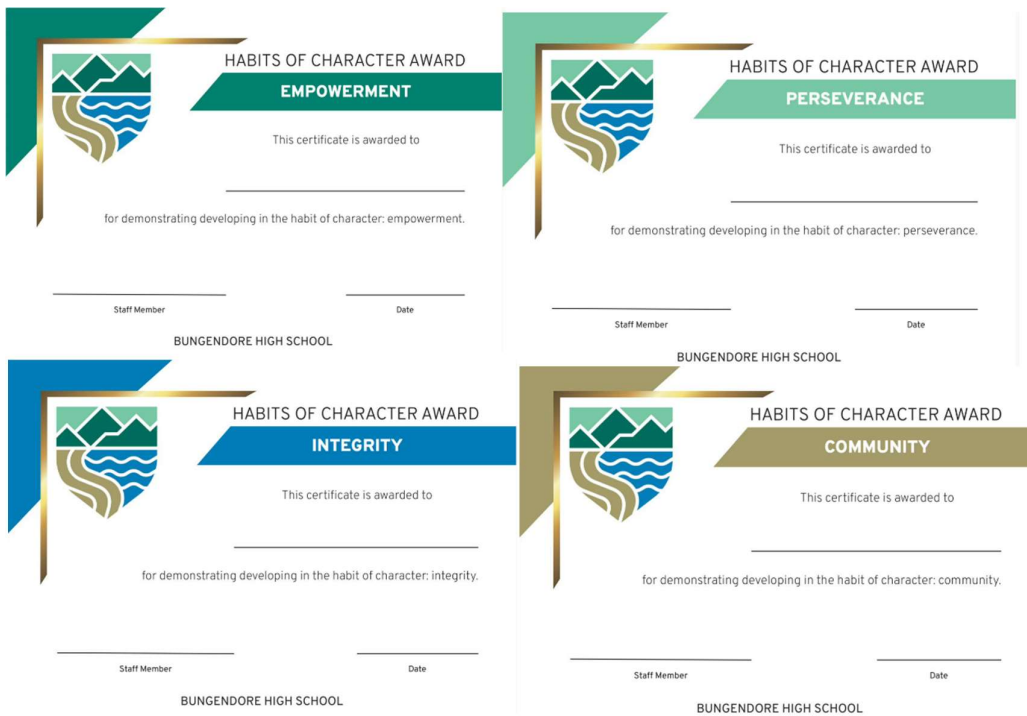 HABITS OF CHARACTER AWARD
EMPOWERMENT
This certificate is awarded to
for demonstrating developing in the habit of character: empowerment.
Staff Member
Date
BUNGENDORE HIGH SCHOOL
HABITS OF CHARACTER AWARD
PERSEVERANCE
This certificate is awarded to
for demonstrating developing in the habit of character: perseverance.
Staff Member
Date
BUNGENDORE HIGH SCHOOL
HABITS OF CHARACTER AWARD
INTEGRITY
This certificate is awarded to
for demonstrating developing in the habit of character: integrity.
Staff Member
Date
BUNGENDORE HIGH SCHOOL
HABITS OF CHARACTER AWARD
COMMUNITY
This certificate is awarded to
for demonstrating developing in the habit of character: community.
Staff Member
Date
BUNGENDORE HIGH SCHOOL